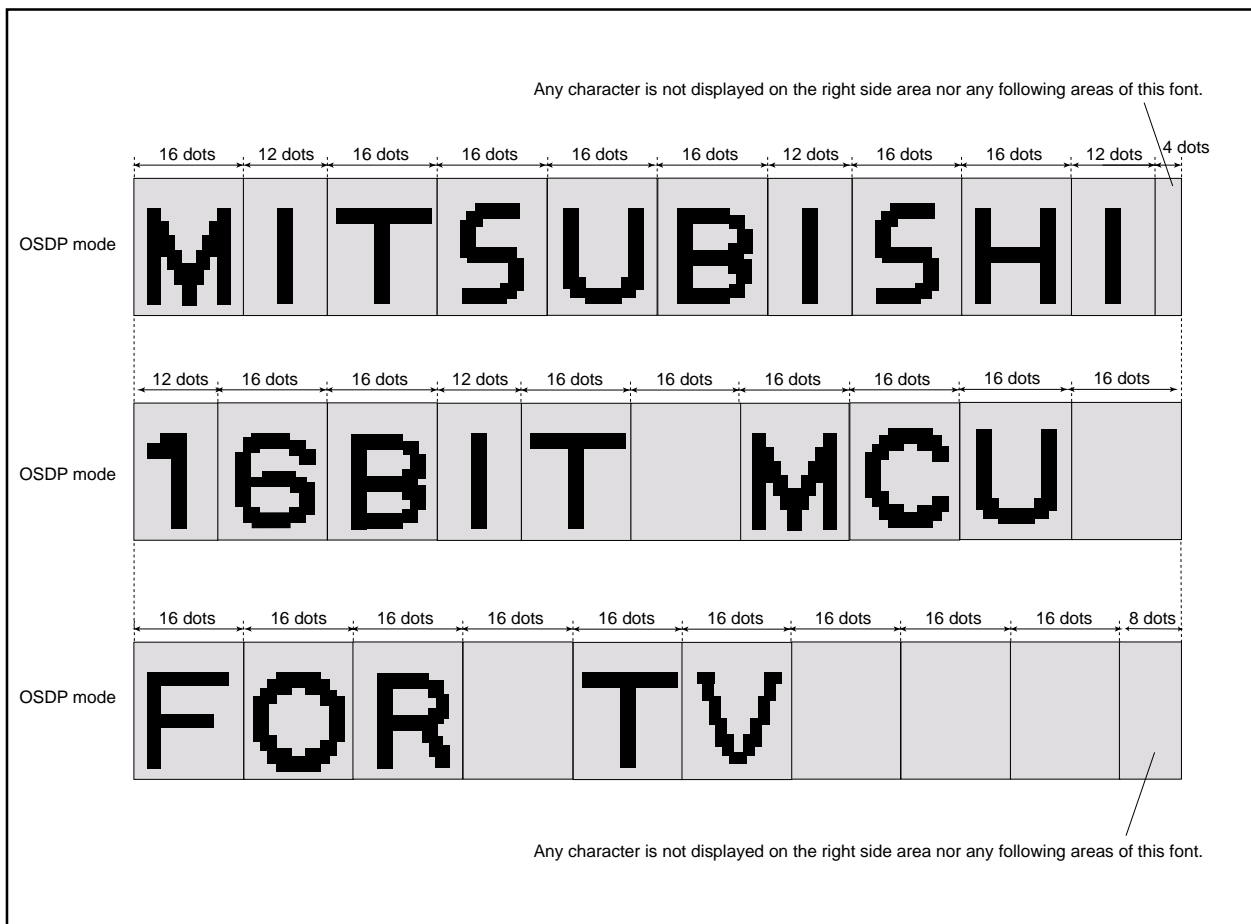 Any character is not displayed on the right side area nor any following areas of this font.
16 dots 12 dots 16 dots 16 dots 16 dots 16 dots 12 dots 16 dots 16 dots 12 dots 4 dots
OSDP mode MITSUBISHI
12 dots 16 dots 16 dots 12 dots 16 dots 16 dots 16 dots 16 dots 16 dots 16 dots
OSDP mode 16BIT MCU
16 dots 16 dots 16 dots 16 dots 16 dots 16 dots 16 dots 16 dots 16 dots 8 dots
OSDP mode FOR TV
Any character is not displayed on the right side area nor any following areas of this font.